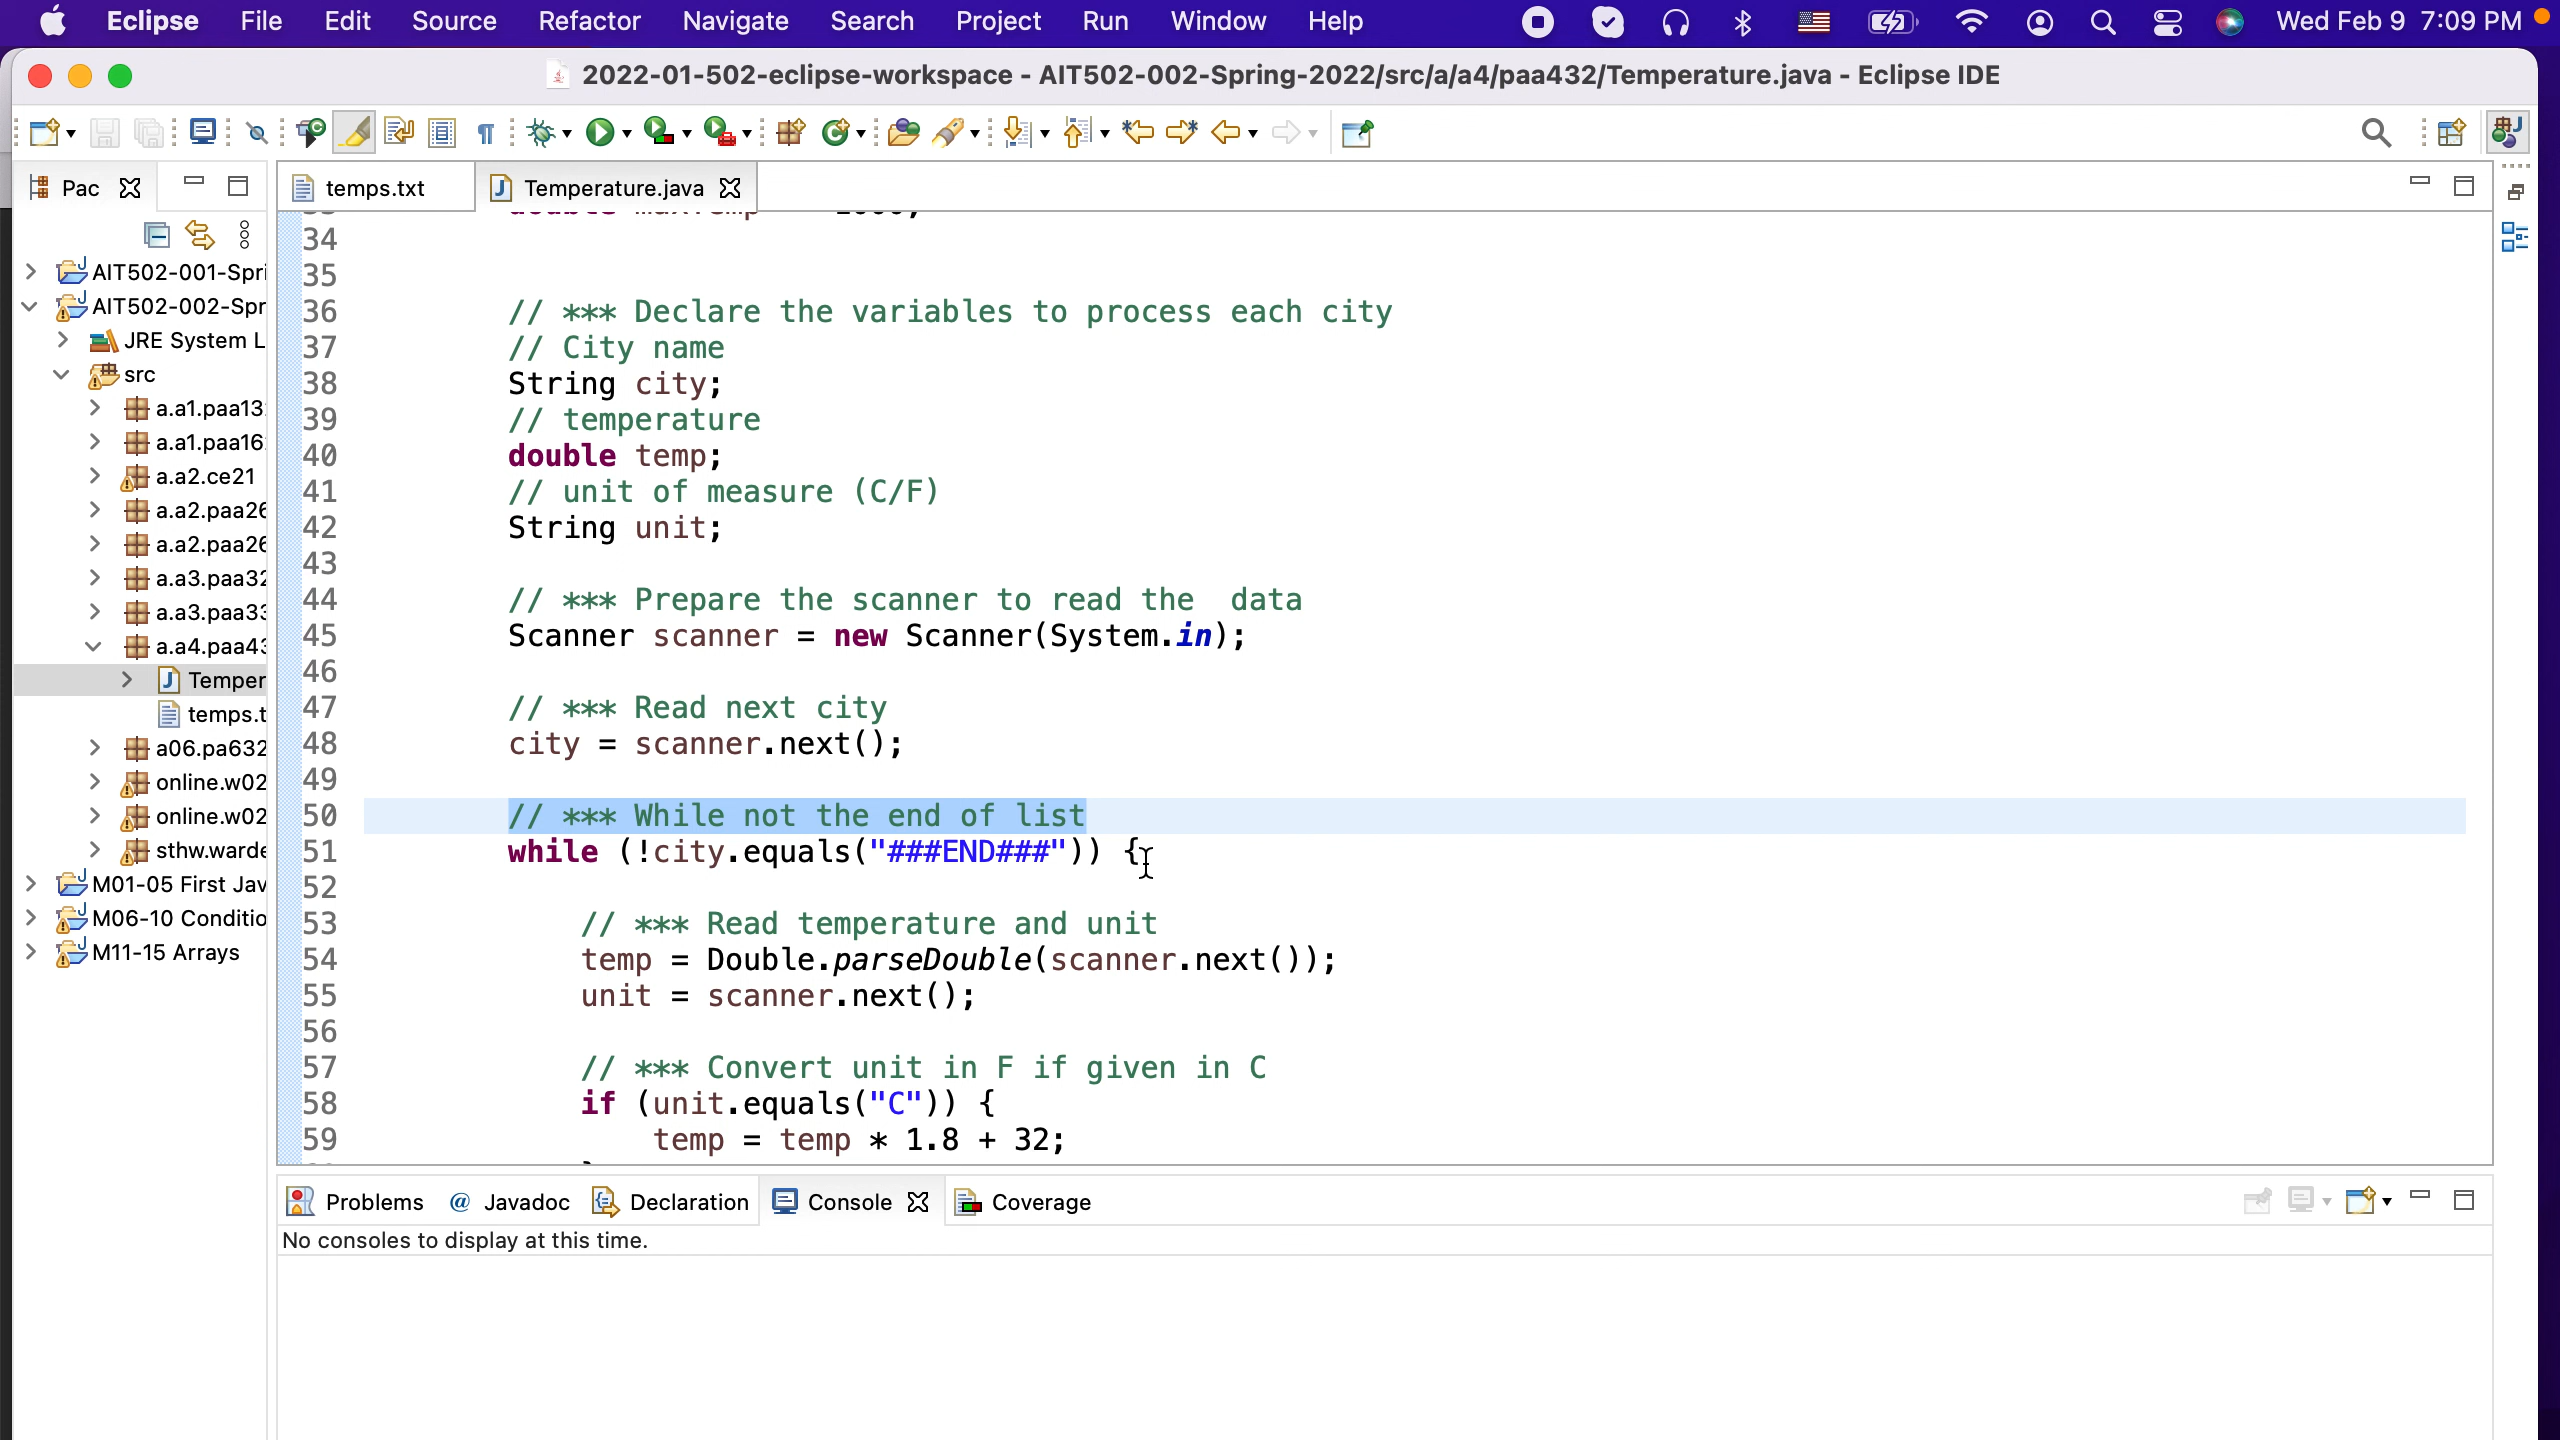 Eclipse File Edit Source Refactor Navigate Search Project Run Window Help Wed Feb 9 7:09 PM
2022-01-502-eclipse-workspace - AIT502-002-Spring-2022/src/a/a4/paa432/Temperature.java - Eclipse IDE
Pac temps.txt Temperature.java
AIT502-001-Spri
AIT502-002-Spr
JRE System L
src
a.a1.paa13
a.a1.paa16
a.a2.ce21
a.a2.paa26
a.a2.paa26
a.a3.paa32
a.a3.paa33
a.a4.paa43
Temper
temps.t
a06.pa632
online.w02
online.w02
sthw.warde
M01-05 First Jav
M06-10 Conditio
M11-15 Arrays
34
35
36 // *** Declare the variables to process each city
37 // City name
38 String city;
39 // temperature
40 double temp;
41 // unit of measure (C/F)
42 String unit;
43
44 // *** Prepare the scanner to read the  data
45 Scanner scanner = new Scanner(System.in);
46
47 // *** Read next city
48 city = scanner.next();
49
50 // *** While not the end of list
51 while (!city.equals("###END###")) {
52
53 // *** Read temperature and unit
54 temp = Double.parseDouble(scanner.next());
55 unit = scanner.next();
56
57 // *** Convert unit in F if given in C
58 if (unit.equals("C")) {
59 temp = temp * 1.8 + 32;
Problems @ Javadoc Declaration Console Coverage
No consoles to display at this time.